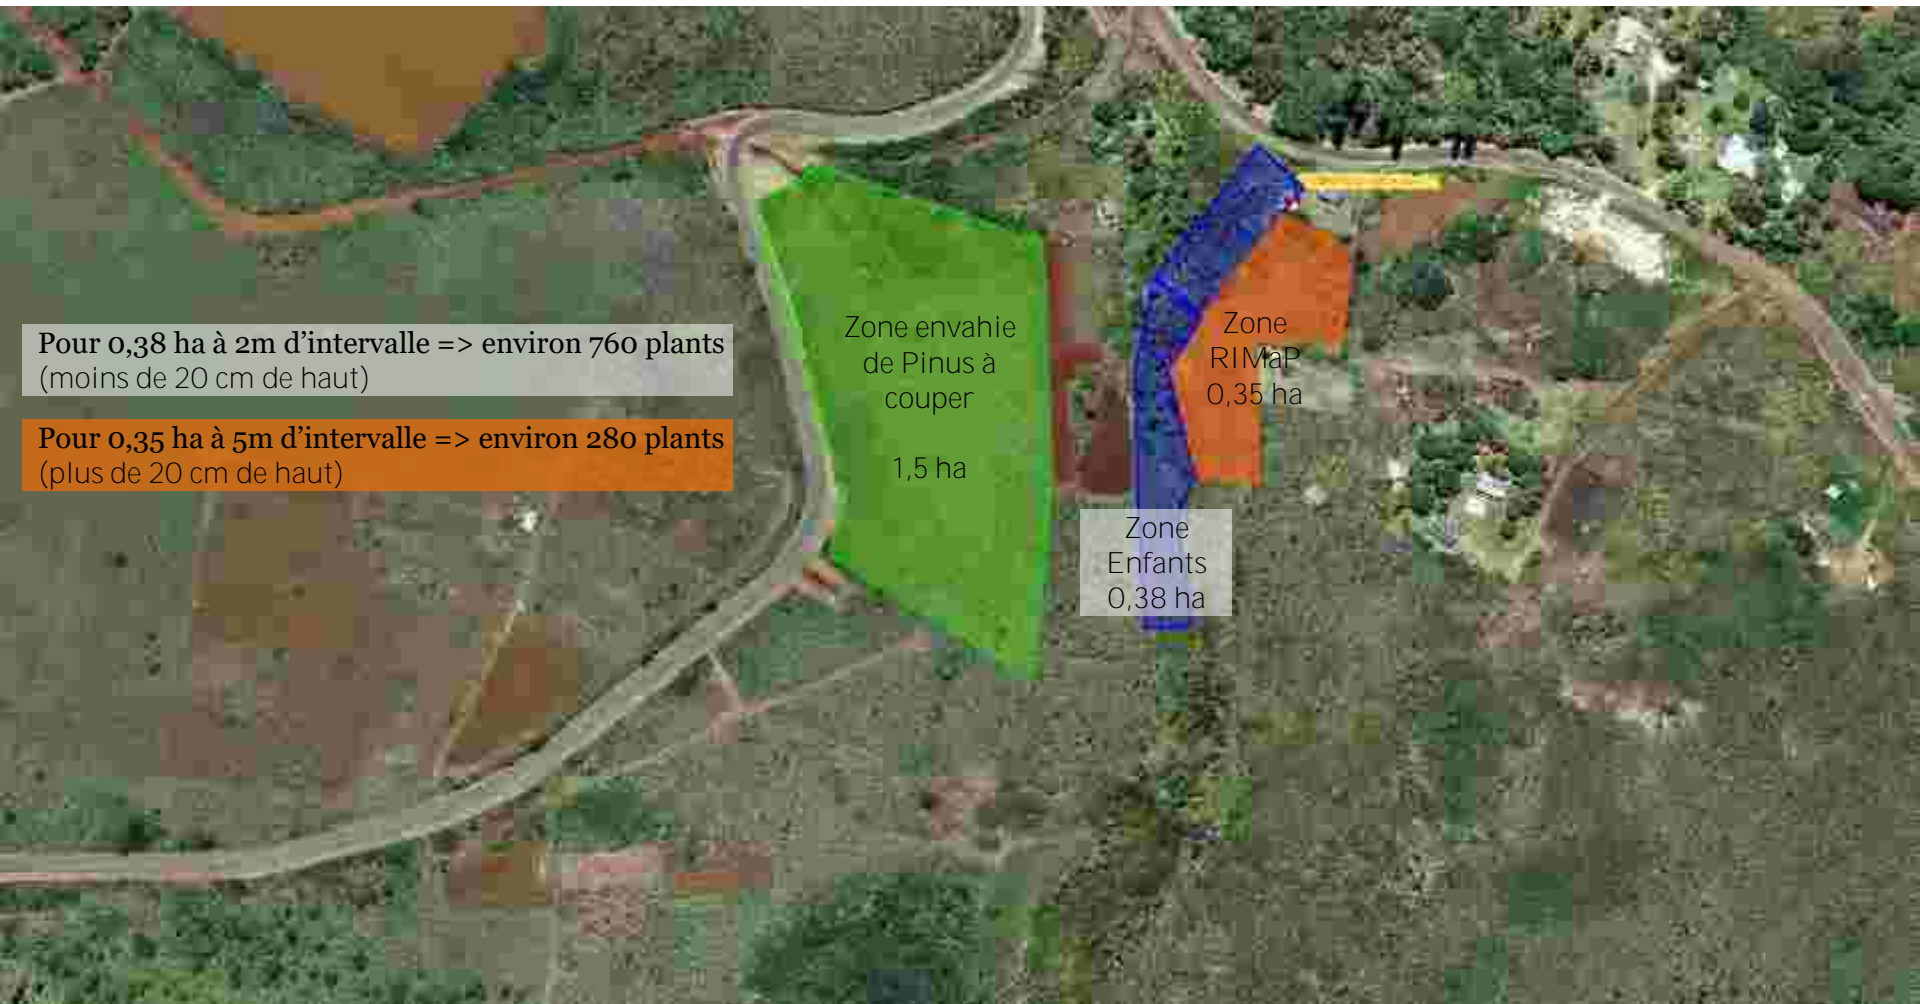 Pour 0,38 ha à 2m d’intervalle => environ 760 plants
(moins de 20 cm de haut)
Pour 0,35 ha à 5m d’intervalle => environ 280 plants
(plus de 20 cm de haut)
Zone envahie
de Pinus à
couper
1,5 ha
Zone
RIMaP
0,35 ha
Zone
Enfants
0,38 ha